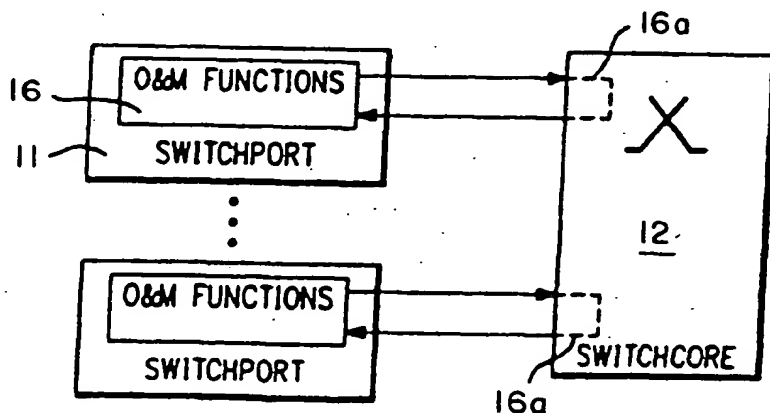 16a
O&M FUNCTIONS
16
11
SWITCHPORT
12
O&M FUNCTIONS
SWITCHPORT
SWITCHCORE
16a